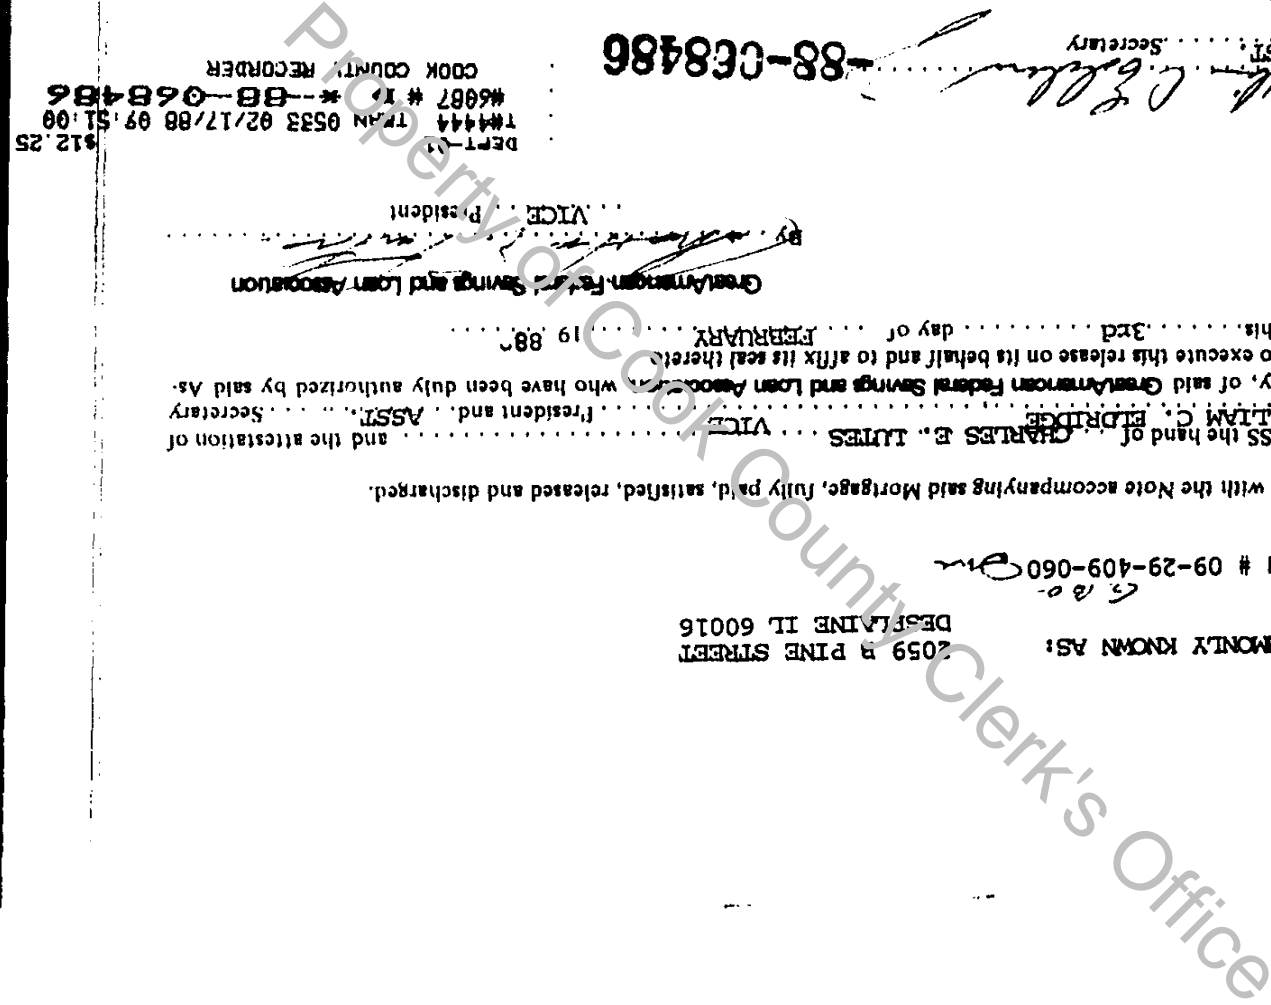 MONLY KNOWN AS: 2059 B PINE STREET
DESPLAINE IL 60016
# 09-29-409-060
with the Note accompanying said Mortgage, fully paid, satisfied, released and discharged.
SS the hand of . . . CHARLES E. LUTES . . . VICE . . . and the attestation of
LLIAM C. ELDRIDGE . . . President and . . ASST. . . . . . Secretary
y, of said GreatAmerican Federal Savings and Loan Association who have been duly authorized by said As-
o execute this release on its behalf and to affix its seal thereto
his . . . . . . . 3rd . . . . . . . . . . day of . . . FEBRUARY . . . . . . . . 19 88
GreatAmerican Federal Savings and Loan Association
By
. . . VICE . . President
DEPT-01 $12.25
T#4444 TRAN 0533 02/17/88 09:51:00
#6087 # D *--88-068486
COOK COUNTY RECORDER
-88-068486
ST. . . . . . Secretary
Property of Cook County Clerk's Office